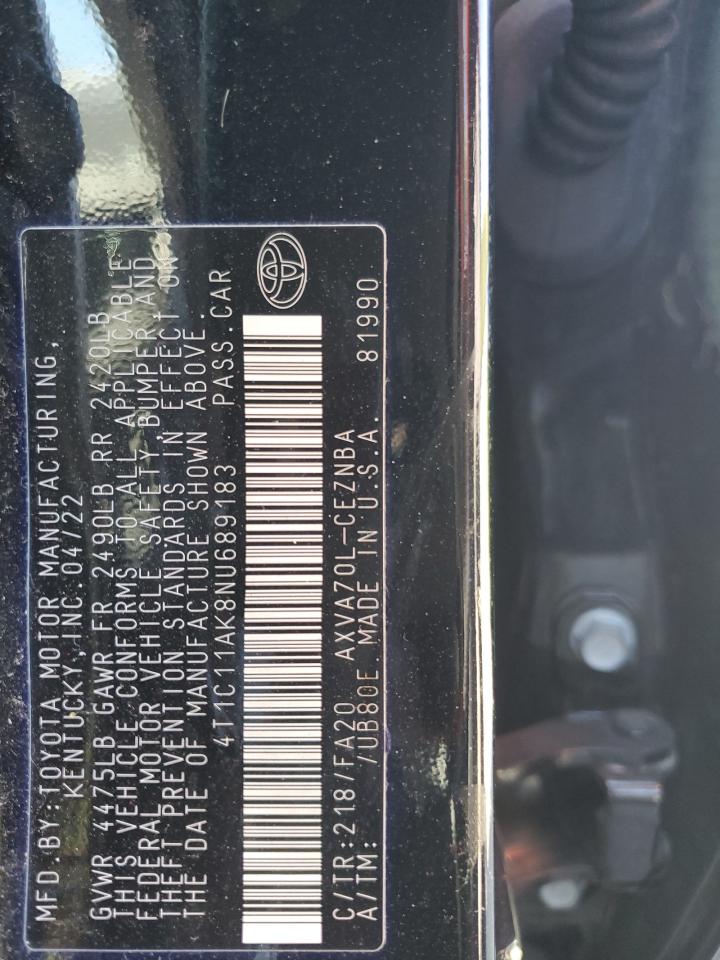 MFD.BY:TOYOTA MOTOR MANUFACTURING,
KENTUCKY,INC.04/22
GVWR 4475LB GAWR FR 2490LB RR 2420LB
THIS VEHICLE CONFORMS TO ALL APPLICABLE
FEDERAL MOTOR VEHICLE SAFETY,BUMPER,AND
THEFT PREVENTION STANDARDS IN EFFECT ON
THE DATE OF MANUFACTURE SHOWN ABOVE.
4T1C11AK8NU689183 PASS.CAR
C/TR:218/FA20 AXVA70L-CEZNBA
A/TM: /UB80E MADE IN U.S.A. 81990